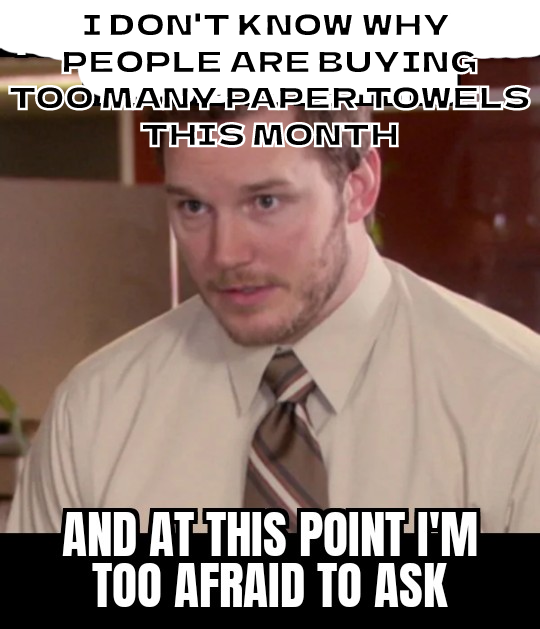 I DON'T KNOW WHY
PEOPLE ARE BUYING
TOO MANY PAPER TOWELS
THIS MONTH
AND AT THIS POINT I'M
TOO AFRAID TO ASK